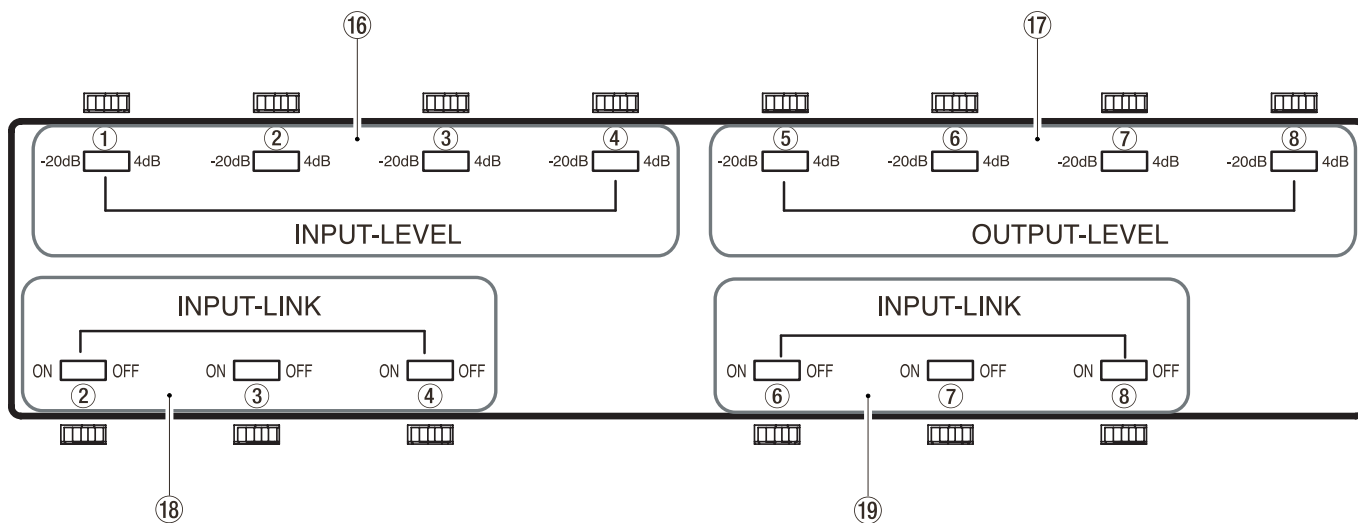 ⑯ ⑰
① ② ③ ④ ⑤ ⑥ ⑦ ⑧
-20dB 4dB -20dB 4dB -20dB 4dB -20dB 4dB -20dB 4dB -20dB 4dB -20dB 4dB -20dB 4dB
INPUT-LEVEL OUTPUT-LEVEL
INPUT-LINK INPUT-LINK
ON OFF ON OFF ON OFF ON OFF ON OFF ON OFF
② ③ ④ ⑥ ⑦ ⑧
⑱ ⑲